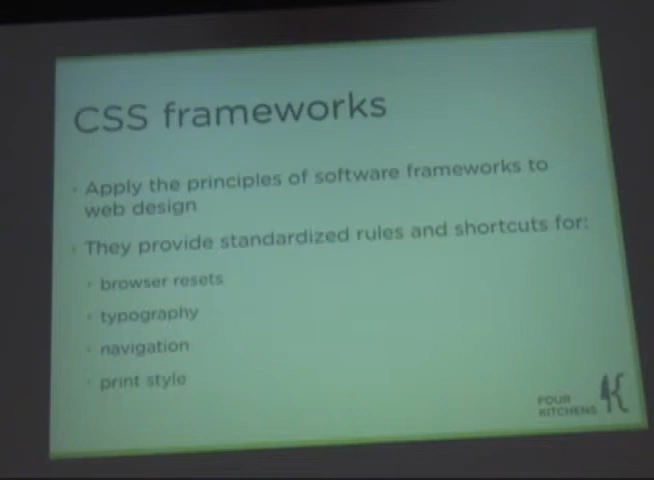 CSS frameworks
Apply the principles of software frameworks to
web design
They provide standardized rules and shortcuts for:
browser resets
typography
navigation
print style
FOUR
KITCHENS